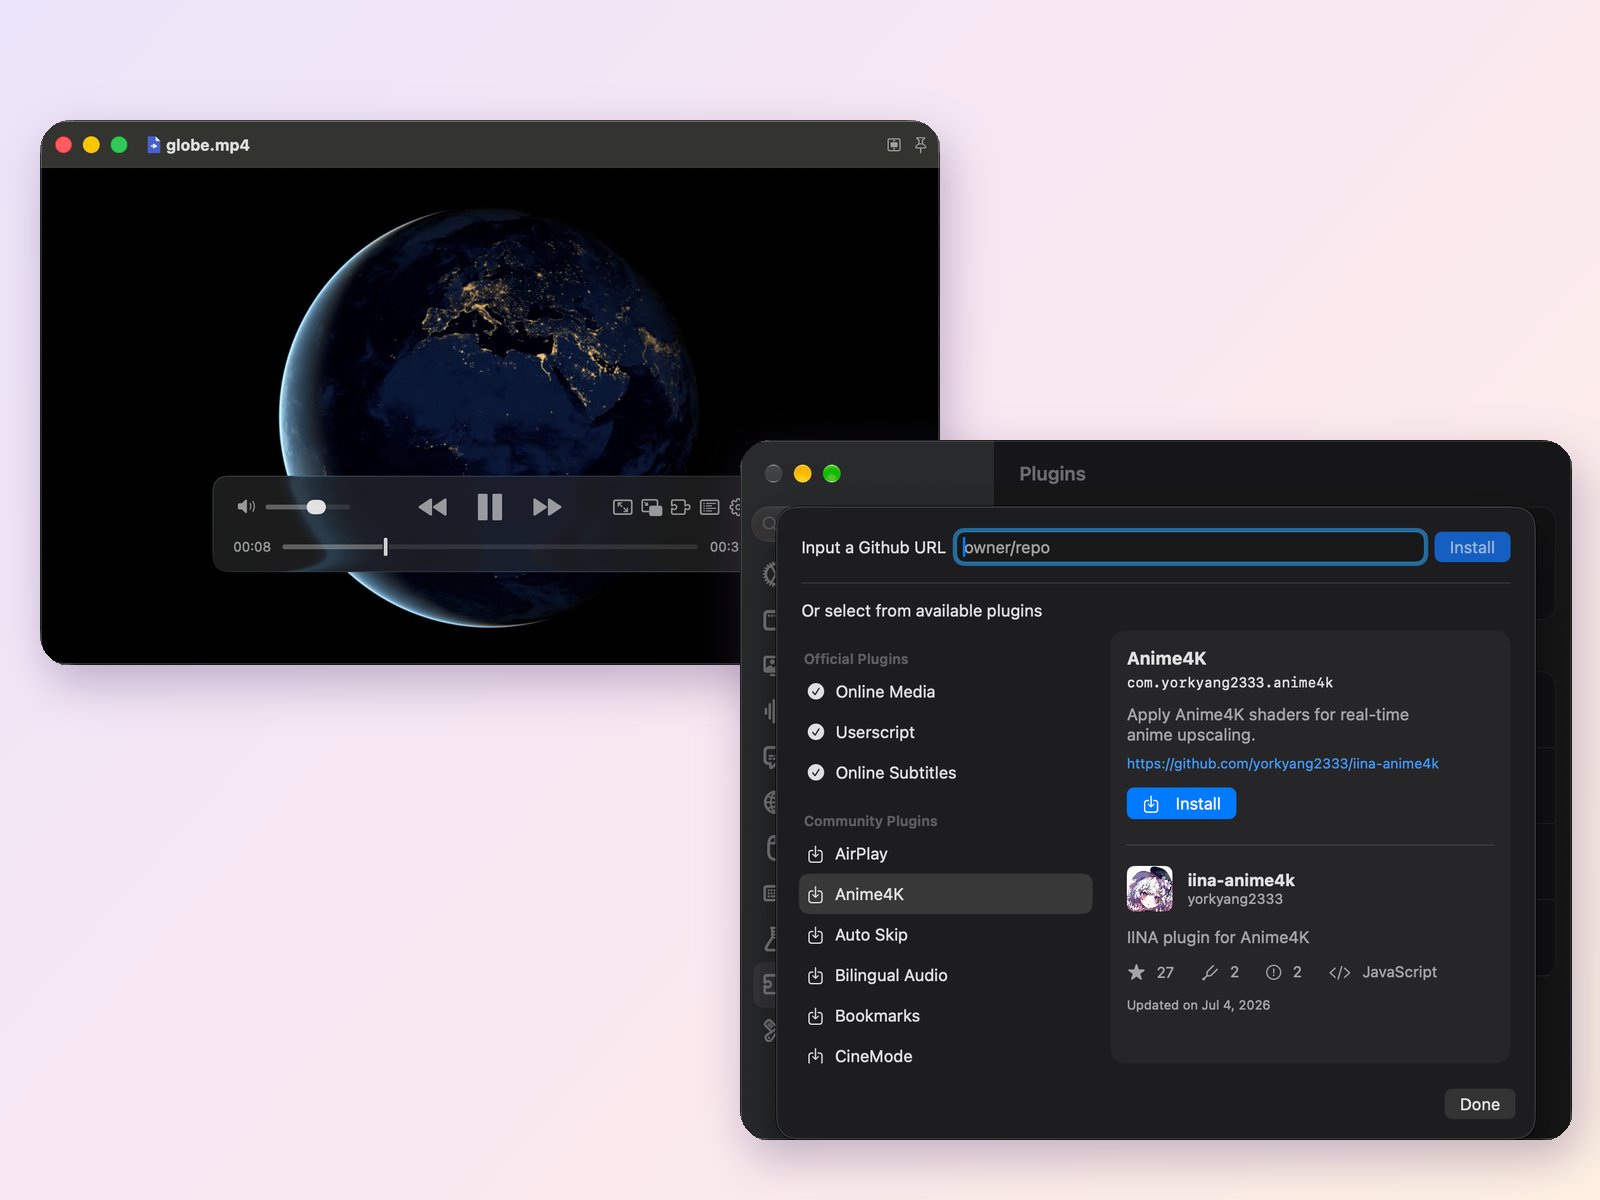 globe.mp4
00:08
00:3
Plugins
Input a Github URL
owner/repo
Install
Or select from available plugins
Official Plugins
Online Media
Userscript
Online Subtitles
Community Plugins
AirPlay
Anime4K
Auto Skip
Bilingual Audio
Bookmarks
CineMode
Anime4K
com.yorkyang2333.anime4k
Apply Anime4K shaders for real-time
anime upscaling.
https://github.com/yorkyang2333/iina-anime4k
Install
iina-anime4k
yorkyang2333
IINA plugin for Anime4K
27 2 2 </> JavaScript
Updated on Jul 4, 2026
Done